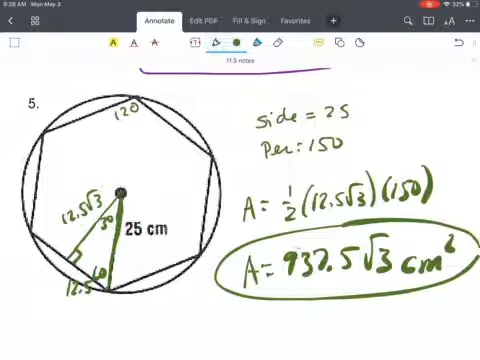 9:28 AM Mon May 3
33%
Annotate Edit PDF Fill & Sign Favorites
A A A
11.5 notes
5.
120
side = 25
Per: 150
12.5√3
30
25 cm
A = 1/2 (12.5√3)(150)
60
12.5
A = 937.5√3 cm²